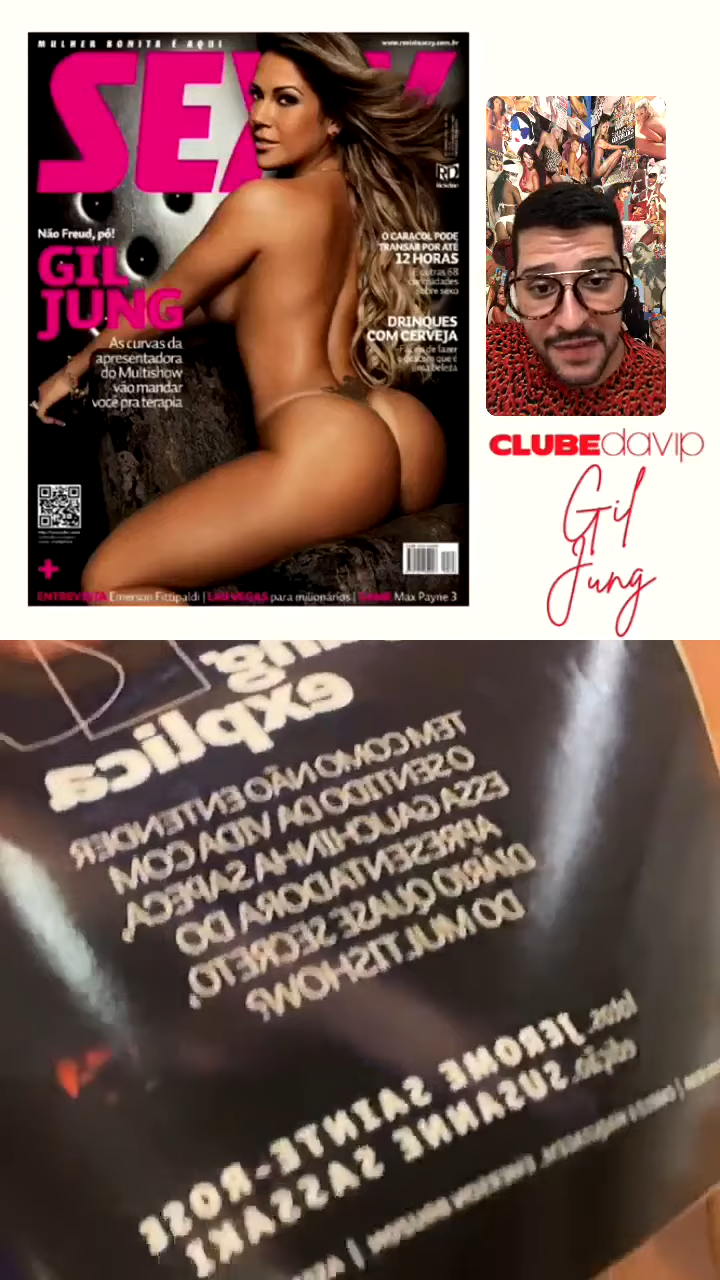 MULHER BONITA É AQUI
www.revistasexy.com.br
SEXY
Não Freud, pô!
GIL
JUNG
As curvas da
apresentadora
do Multishow
vão mandar
você pra terapia
O CARACOL PODE
TRANSAR POR ATÉ
12 HORAS
E outras 68
curiosidades
sobre sexo
DRINQUES
COM CERVEJA
+
ENTREVISTA Emerson Fittipaldi | LAS VEGAS para milionários | GAME Max Payne 3
CLUBEdavip
Gil
Jung
explica
TEM COMO NÃO ENTENDER
O SENTIDO DA VIDA COM
ESSA GAUCHINHA SAPECA,
APRESENTADORA DO
DIÁRIO QUASE SECRETO,
DO MULTISHOW?
fotos JEROME SAINTE-ROSE
edição SUSANNE SASSAKI